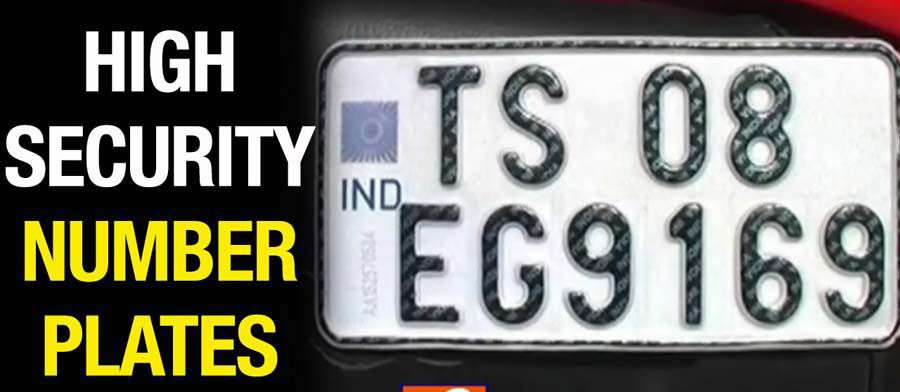 HIGH
SECURITY
NUMBER
PLATES
TS 08
IND
EG9169